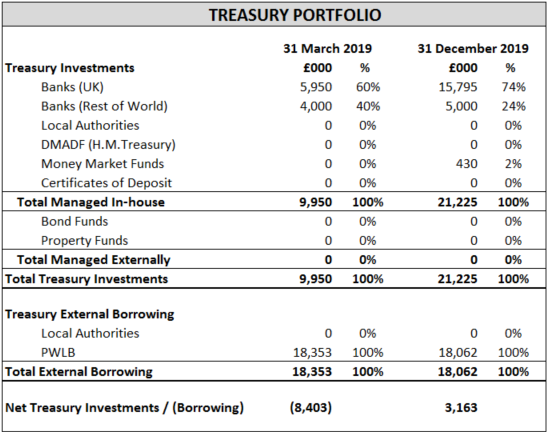 TREASURY PORTFOLIO
31 March 2019 31 December 2019
Treasury Investments £000 % £000 %
Banks (UK) 5,950 60% 15,795 74%
Banks (Rest of World) 4,000 40% 5,000 24%
Local Authorities 0 0% 0 0%
DMADF (H.M.Treasury) 0 0% 0 0%
Money Market Funds 0 0% 430 2%
Certificates of Deposit 0 0% 0 0%
Total Managed In-house 9,950 100% 21,225 100%
Bond Funds 0 0% 0 0%
Property Funds 0 0% 0 0%
Total Managed Externally 0 0% 0 0%
Total Treasury Investments 9,950 100% 21,225 100%
Treasury External Borrowing
Local Authorities 0 0% 0 0%
PWLB 18,353 100% 18,062 100%
Total External Borrowing 18,353 100% 18,062 100%
Net Treasury Investments / (Borrowing) (8,403) 3,163